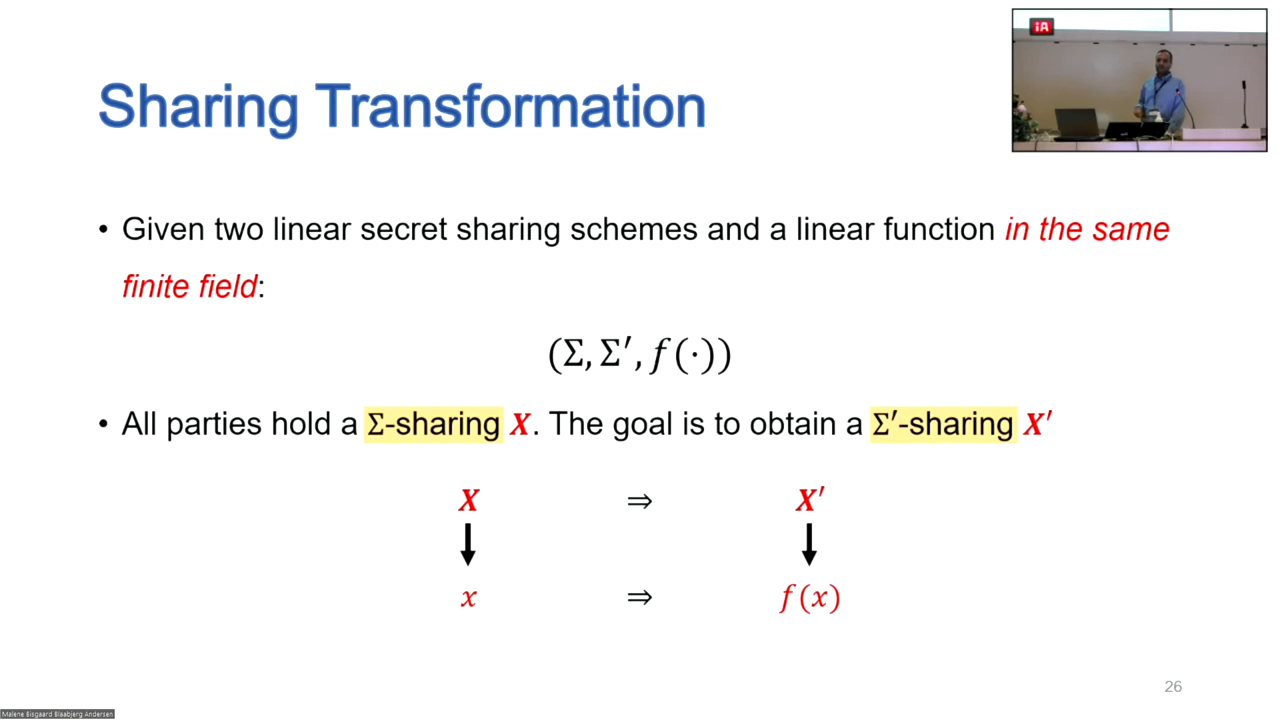 iA
Sharing Transformation
• Given two linear secret sharing schemes and a linear function in the same
finite field:
(Σ, Σ′, f(·))
• All parties hold a Σ-sharing X. The goal is to obtain a Σ′-sharing X′
X ⇒ X′
x ⇒ f(x)
26
Malene Bisgaard Blaabjerg Andersen